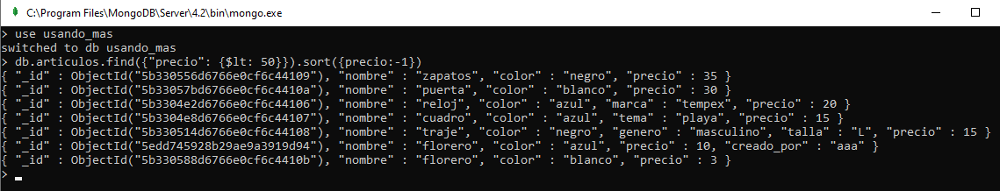 C:\Program Files\MongoDB\Server\4.2\bin\mongo.exe
> use usando_mas
switched to db usando_mas
> db.articulos.find({"precio": {$lt: 50}}).sort({precio:-1})
{ "_id" : ObjectId("5b330556d6766e0cf6c44109"), "nombre" : "zapatos", "color" : "negro", "precio" : 35 }
{ "_id" : ObjectId("5b33057bd6766e0cf6c4410a"), "nombre" : "puerta", "color" : "blanco", "precio" : 30 }
{ "_id" : ObjectId("5b3304e2d6766e0cf6c44106"), "nombre" : "reloj", "color" : "azul", "marca" : "tempex", "precio" : 20 }
{ "_id" : ObjectId("5b3304e8d6766e0cf6c44107"), "nombre" : "cuadro", "color" : "azul", "tema" : "playa", "precio" : 15 }
{ "_id" : ObjectId("5b330514d6766e0cf6c44108"), "nombre" : "traje", "color" : "negro", "genero" : "masculino", "talla" : "L", "precio" : 15 }
{ "_id" : ObjectId("5edd745928b29ae9a3919d94"), "nombre" : "florero", "color" : "azul", "precio" : 10, "creado_por" : "aaa" }
{ "_id" : ObjectId("5b330588d6766e0cf6c4410b"), "nombre" : "florero", "color" : "blanco", "precio" : 3 }
>